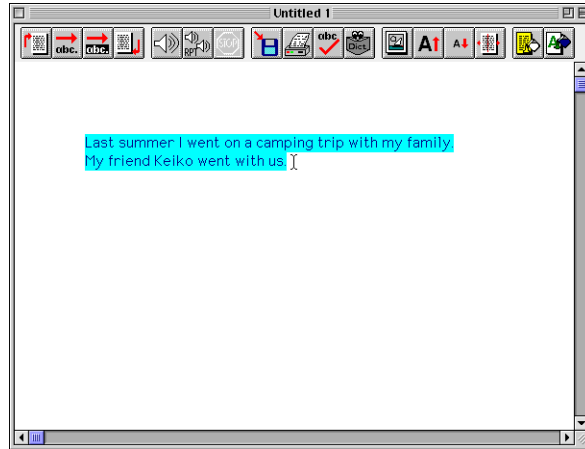 Untitled 1
abc. abc. RPT STOP abc Dict A A
Last summer I went on a camping trip with my family.
My friend Keiko went with us.